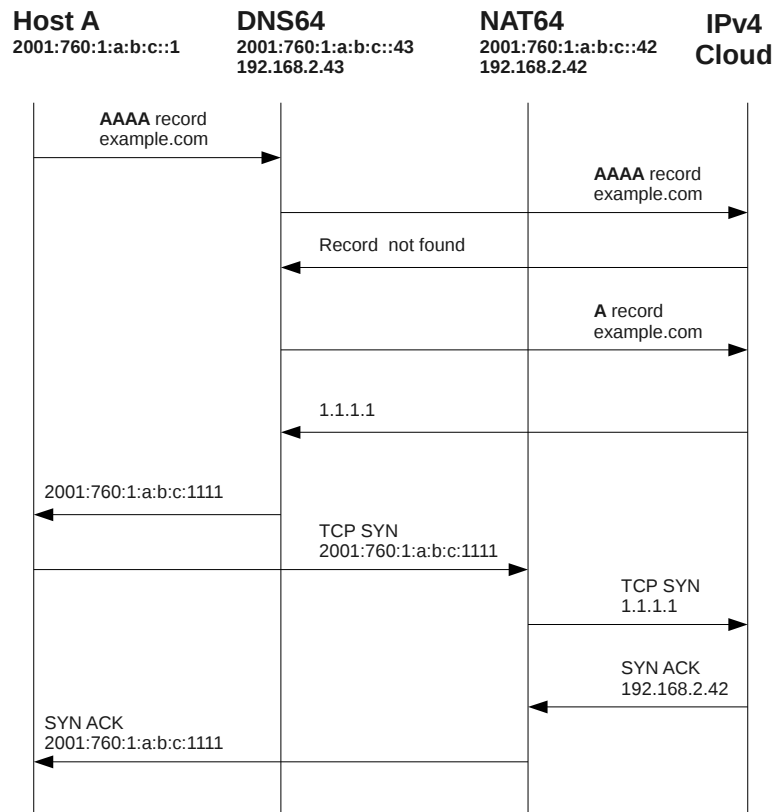 Host A
2001:760:1:a:b:c::1
DNS64
2001:760:1:a:b:c::43
192.168.2.43
NAT64
2001:760:1:a:b:c::42
192.168.2.42
IPv4
Cloud
AAAA record
example.com
AAAA record
example.com
Record not found
A record
example.com
1.1.1.1
2001:760:1:a:b:c:1111
TCP SYN
2001:760:1:a:b:c:1111
TCP SYN
1.1.1.1
SYN ACK
192.168.2.42
SYN ACK
2001:760:1:a:b:c:1111